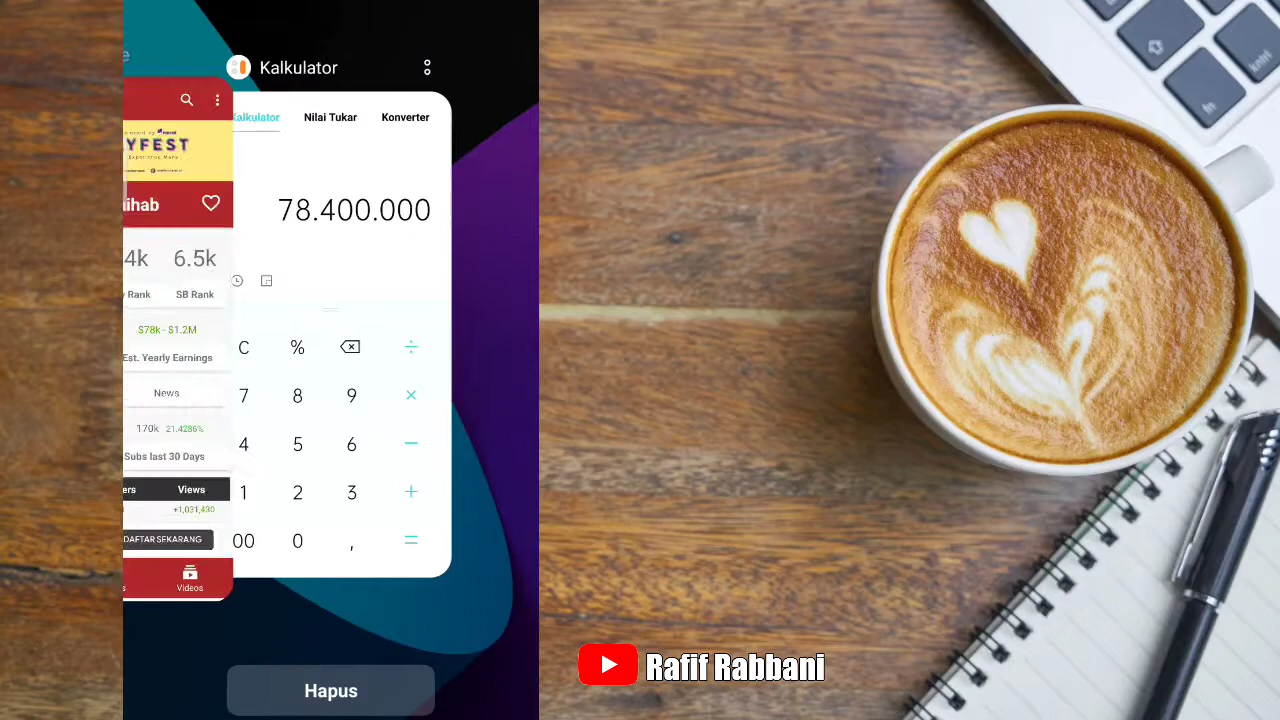 e
Kalkulator
Kalkulator
Nilai Tukar
Konverter
YFEST
78.400.000
ihab
4k
6.5k
Rank
SB Rank
$78k - $1.2M
Est. Yearly Earnings
C
%
÷
News
7
8
9
×
170k
21.4286%
4
5
6
−
Subs last 30 Days
ers
Views
1
2
3
+
+1,031,430
DAFTAR SEKARANG
00
0
,
=
s
Videos
Hapus
Rafif Rabbani
fn